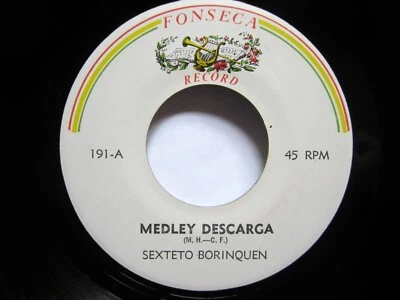 FONSECA
RECORD
191-A
45 RPM
MEDLEY DESCARGA
(M. H.—C. F.)
SEXTETO BORINQUEN